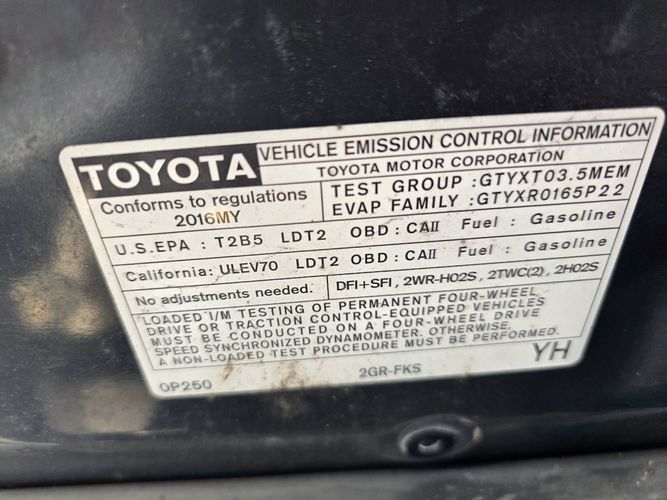 TOYOTA
VEHICLE EMISSION CONTROL INFORMATION
TOYOTA MOTOR CORPORATION
Conforms to regulations
2016MY
TEST GROUP :GTYXT03.5MEM
EVAP FAMILY :GTYXR0165P22
U.S.EPA : T2B5 LDT2 OBD : CAII Fuel : Gasoline
California: ULEV70 LDT2 OBD : CAII Fuel : Gasoline
No adjustments needed.
DFI+SFI , 2WR-HO2S, 2TWC(2), 2HO2S
LOADED I/M TESTING OF PERMANENT FOUR-WHEEL
DRIVE OR TRACTION CONTROL-EQUIPPED VEHICLES
MUST BE CONDUCTED ON A FOUR-WHEEL DRIVE
SPEED SYNCHRONIZED DYNAMOMETER. OTHERWISE,
A NON-LOADED TEST PROCEDURE MUST BE PERFORMED.
YH
0P250
2GR-FKS